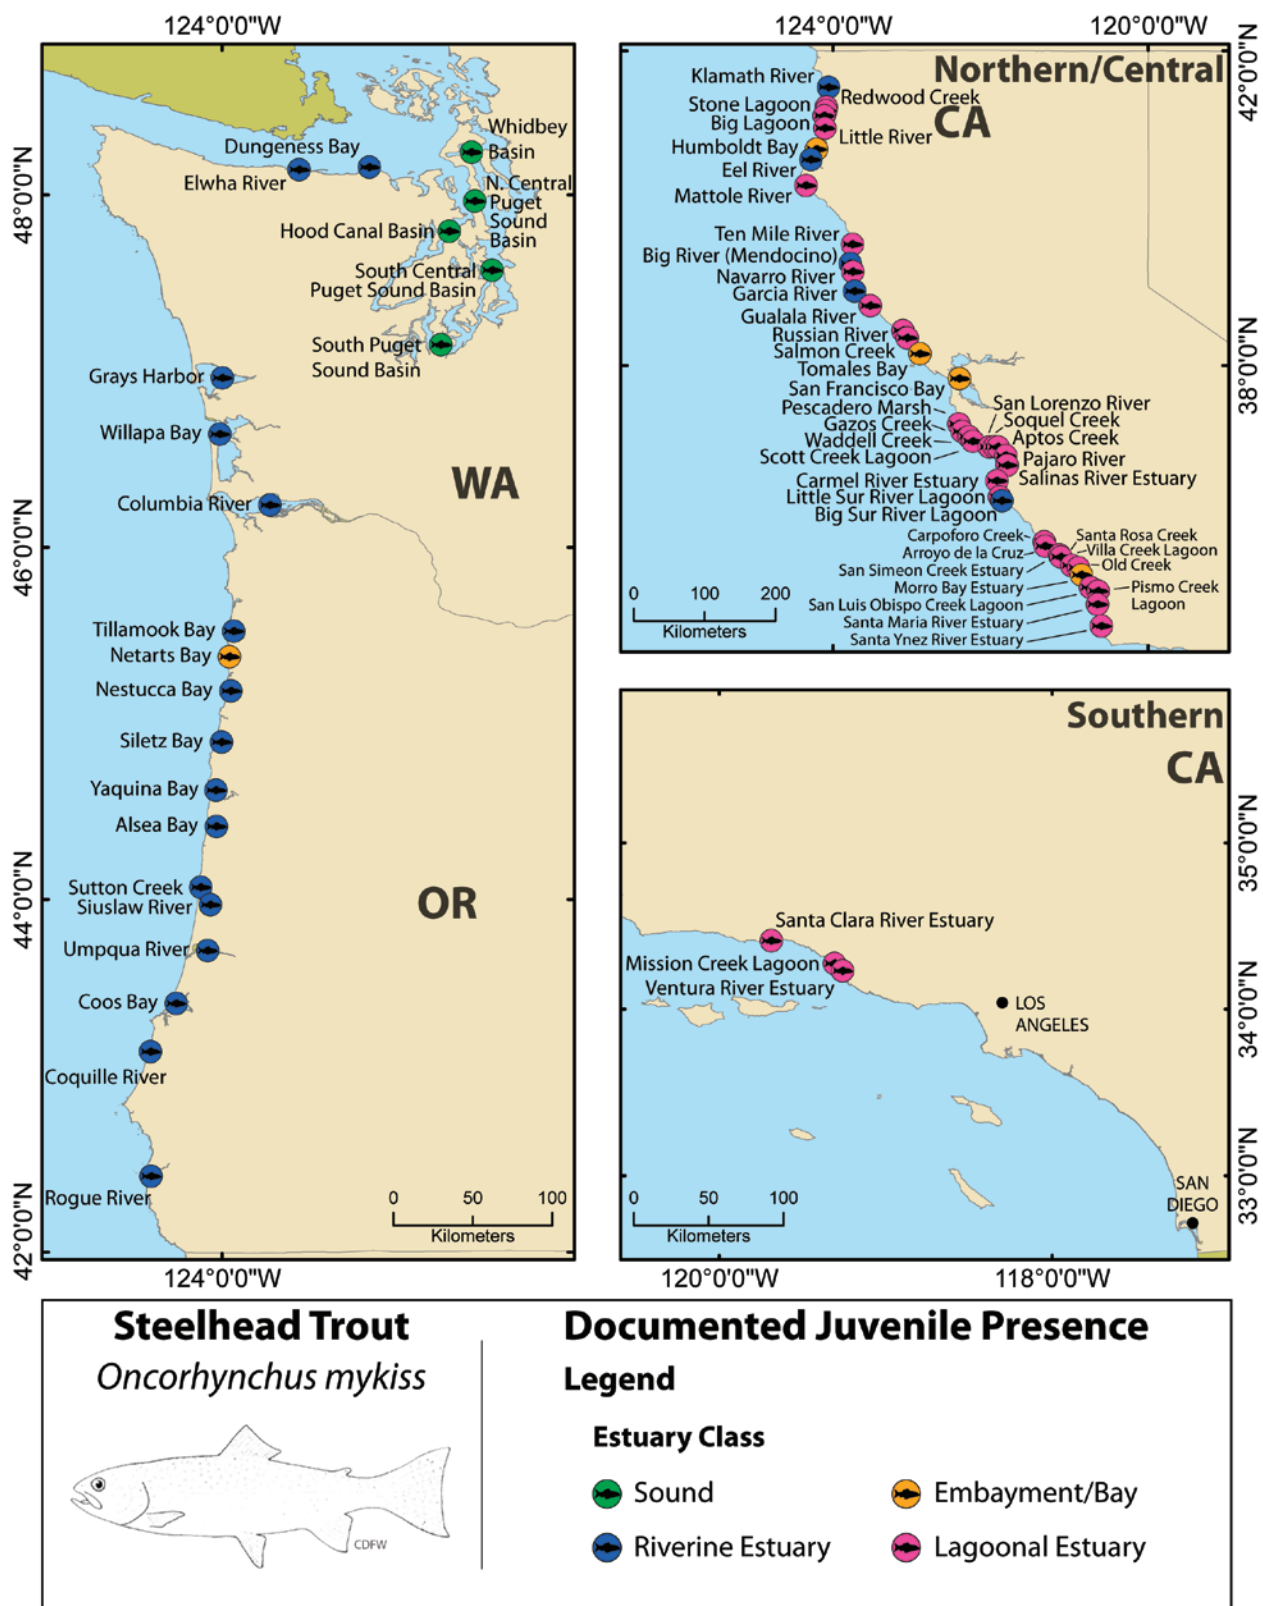 124°0'0"W
48°0'0"N
46°0'0"N
44°0'0"N
42°0'0"N
Whidbey
Basin
Dungeness Bay
Elwha River
N. Central
Puget
Sound
Basin
Hood Canal Basin
South Central
Puget Sound Basin
South Puget
Sound Basin
Grays Harbor
Willapa Bay
WA
Columbia River
Tillamook Bay
Netarts Bay
Nestucca Bay
Siletz Bay
Yaquina Bay
Alsea Bay
Sutton Creek
OR
Siuslaw River
Umpqua River
Coos Bay
Coquille River
Rogue River
0 50 100
Kilometers
124°0'0"W
124°0'0"W 120°0'0"W
42°0'0"N
38°0'0"N
Northern/Central
CA
Klamath River
Redwood Creek
Stone Lagoon
Big Lagoon
Little River
Humboldt Bay
Eel River
Mattole River
Ten Mile River
Big River (Mendocino)
Navarro River
Garcia River
Gualala River
Russian River
Salmon Creek
Tomales Bay
San Francisco Bay
Pescadero Marsh
San Lorenzo River
Gazos Creek
Soquel Creek
Waddell Creek
Aptos Creek
Scott Creek Lagoon
Pajaro River
Carmel River Estuary
Salinas River Estuary
Little Sur River Lagoon
Big Sur River Lagoon
Carpoforo Creek
Santa Rosa Creek
Arroyo de la Cruz
Villa Creek Lagoon
San Simeon Creek Estuary
Old Creek
Morro Bay Estuary
Pismo Creek
Lagoon
San Luis Obispo Creek Lagoon
Santa Maria River Estuary
Santa Ynez River Estuary
0 100 200
Kilometers
Southern
CA
35°0'0"N
34°0'0"N
33°0'0"N
Santa Clara River Estuary
Mission Creek Lagoon
Ventura River Estuary
LOS
ANGELES
SAN
DIEGO
0 50 100
Kilometers
120°0'0"W 118°0'0"W
Steelhead Trout
Oncorhynchus mykiss
CDFW
Documented Juvenile Presence
Legend
Estuary Class
Sound
Embayment/Bay
Riverine Estuary
Lagoonal Estuary